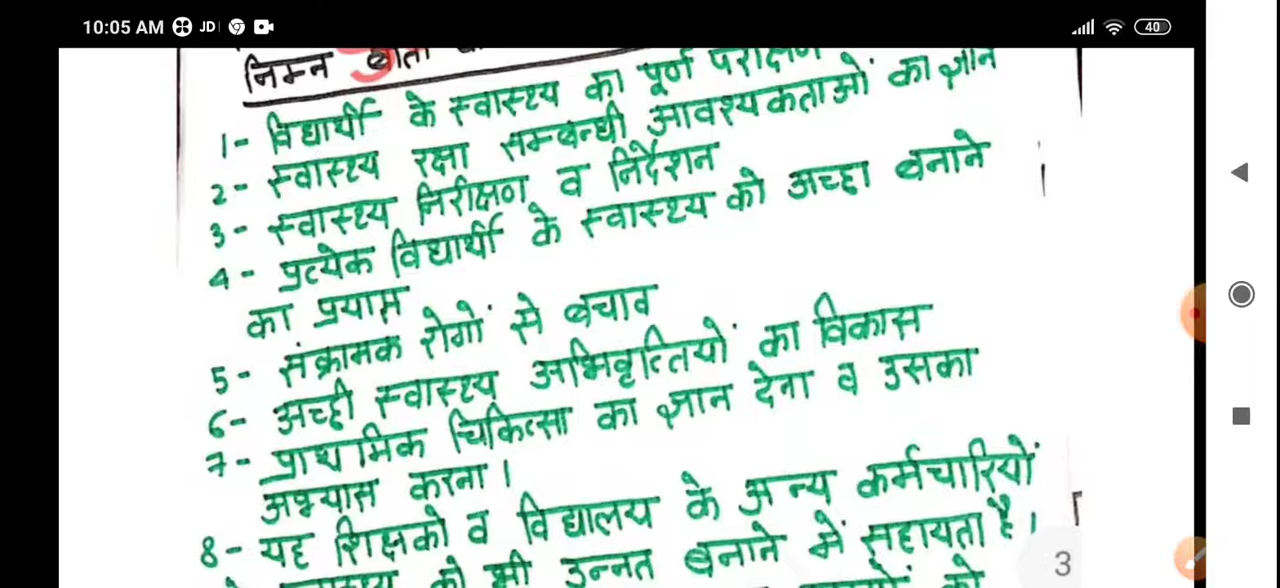 10:05 AM JD 40
निम्न
1- विद्यार्थी के स्वास्थ्य का पूर्ण परीक्षण
2- स्वास्थ्य रक्षा सम्बन्धी आवश्यकताओं का ज्ञान
3- स्वास्थ्य निरीक्षण व निर्देशन
4- प्रत्येक विद्यार्थी के स्वास्थ्य को अच्छा बनाने
का प्रयास
5- संक्रामक रोगों से बचाव
6- अच्छी स्वास्थ्य अभिवृत्तियों का विकास
7- प्राथमिक चिकित्सा का ज्ञान देना व उसका
अभ्यास करना।
8- यह शिक्षको व विद्यालय के अन्य कर्मचारियों
को भी उन्नत बनाने में सहायता है।
3